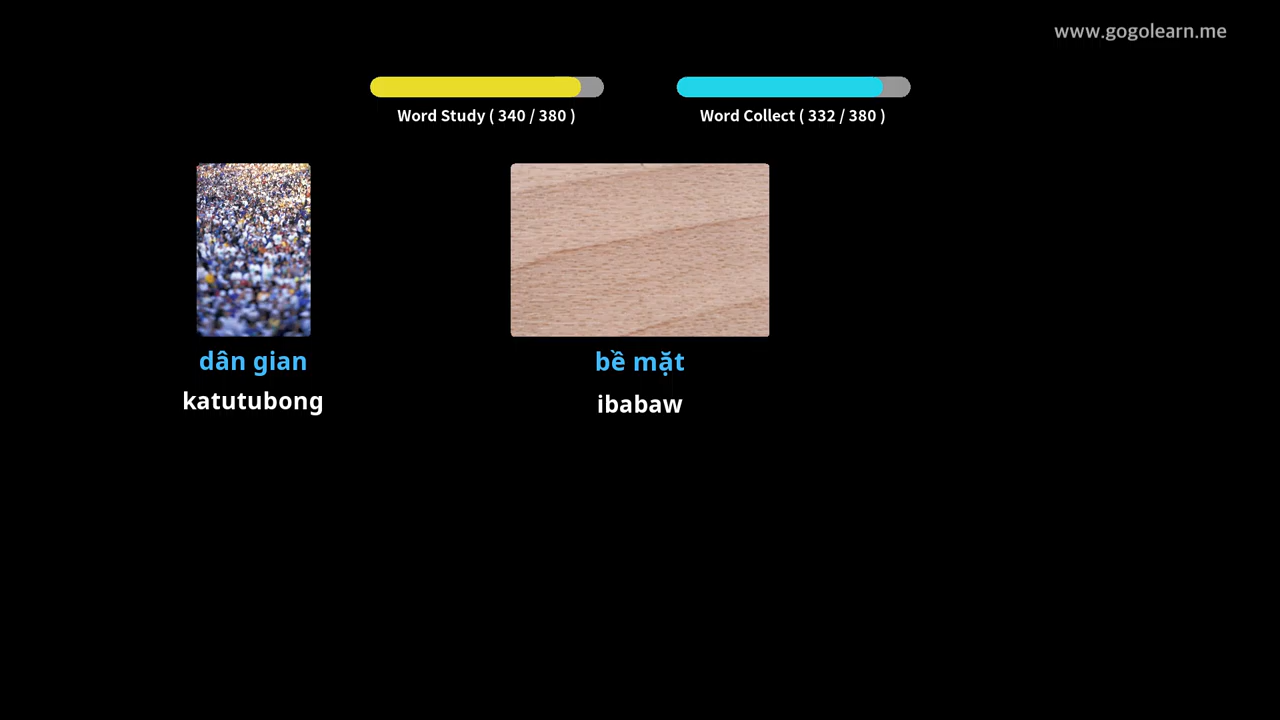 www.gogolearn.me
Word Study ( 340 / 380 )
Word Collect ( 332 / 380 )
dân gian
katutubong
bề mặt
ibabaw